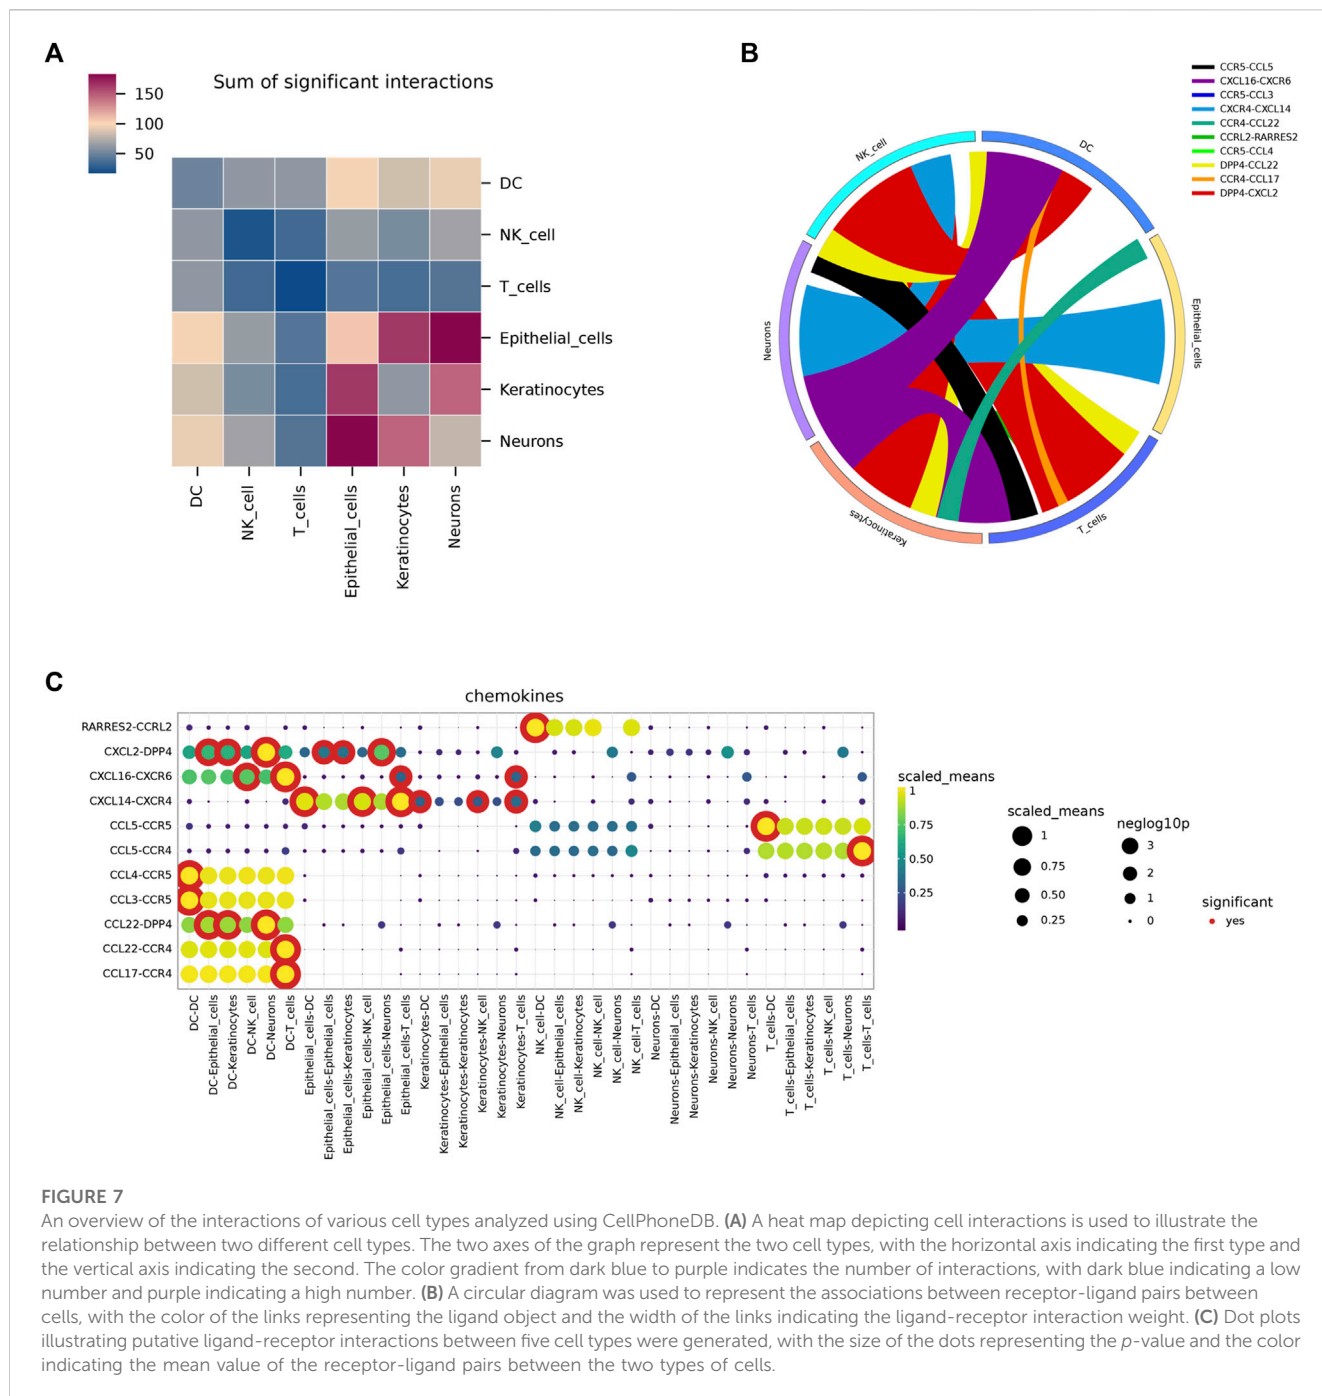 A
Sum of significant interactions
150
100
50
DC
NK_cell
T_cells
Epithelial_cells
Keratinocytes
Neurons
DC
NK_cell
T_cells
Epithelial_cells
Keratinocytes
Neurons
B
CCR5-CCL5
CXCL16-CXCR6
CCR5-CCL3
CXCR4-CXCL14
CCR4-CCL22
CCRL2-RARRES2
CCR5-CCL4
DPP4-CCL22
CCR4-CCL17
DPP4-CXCL2
NK_cell
DC
Neurons
Epithelial_cells
Keratinocytes
T_cells
C
chemokines
RARRES2-CCRL2
CXCL2-DPP4
CXCL16-CXCR6
CXCL14-CXCR4
CCL5-CCR5
CCL5-CCR4
CCL4-CCR5
CCL3-CCR5
CCL22-DPP4
CCL22-CCR4
CCL17-CCR4
DC-DC
DC-Epithelial_cells
DC-Keratinocytes
DC-NK_cell
DC-Neurons
DC-T_cells
Epithelial_cells-DC
Epithelial_cells-Epithelial_cells
Epithelial_cells-Keratinocytes
Epithelial_cells-NK_cell
Epithelial_cells-Neurons
Epithelial_cells-T_cells
Keratinocytes-DC
Keratinocytes-Epithelial_cells
Keratinocytes-Keratinocytes
Keratinocytes-NK_cell
Keratinocytes-Neurons
Keratinocytes-T_cells
NK_cell-DC
NK_cell-Epithelial_cells
NK_cell-Keratinocytes
NK_cell-NK_cell
NK_cell-Neurons
NK_cell-T_cells
Neurons-DC
Neurons-Epithelial_cells
Neurons-Keratinocytes
Neurons-NK_cell
Neurons-Neurons
Neurons-T_cells
T_cells-DC
T_cells-Epithelial_cells
T_cells-Keratinocytes
T_cells-NK_cell
T_cells-Neurons
T_cells-T_cells
scaled_means
1
0.75
0.50
0.25
scaled_means
1
0.75
0.50
0.25
neglog10p
3
2
1
0
significant
yes
FIGURE 7
An overview of the interactions of various cell types analyzed using CellPhoneDB. (A) A heat map depicting cell interactions is used to illustrate the
relationship between two different cell types. The two axes of the graph represent the two cell types, with the horizontal axis indicating the first type and
the vertical axis indicating the second. The color gradient from dark blue to purple indicates the number of interactions, with dark blue indicating a low
number and purple indicating a high number. (B) A circular diagram was used to represent the associations between receptor-ligand pairs between
cells, with the color of the links representing the ligand object and the width of the links indicating the ligand-receptor interaction weight. (C) Dot plots
illustrating putative ligand-receptor interactions between five cell types were generated, with the size of the dots representing the p-value and the color
indicating the mean value of the receptor-ligand pairs between the two types of cells.